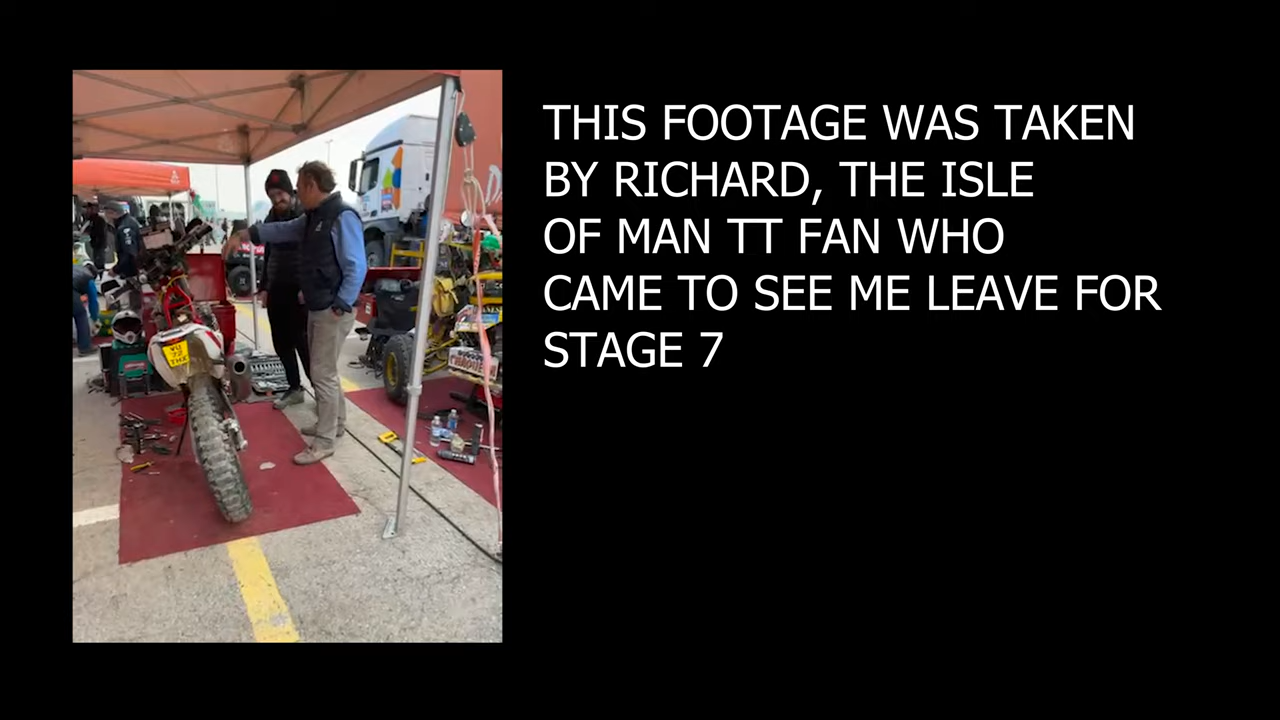 THIS FOOTAGE WAS TAKEN
BY RICHARD, THE ISLE
OF MAN TT FAN WHO
CAME TO SEE ME LEAVE FOR
STAGE 7